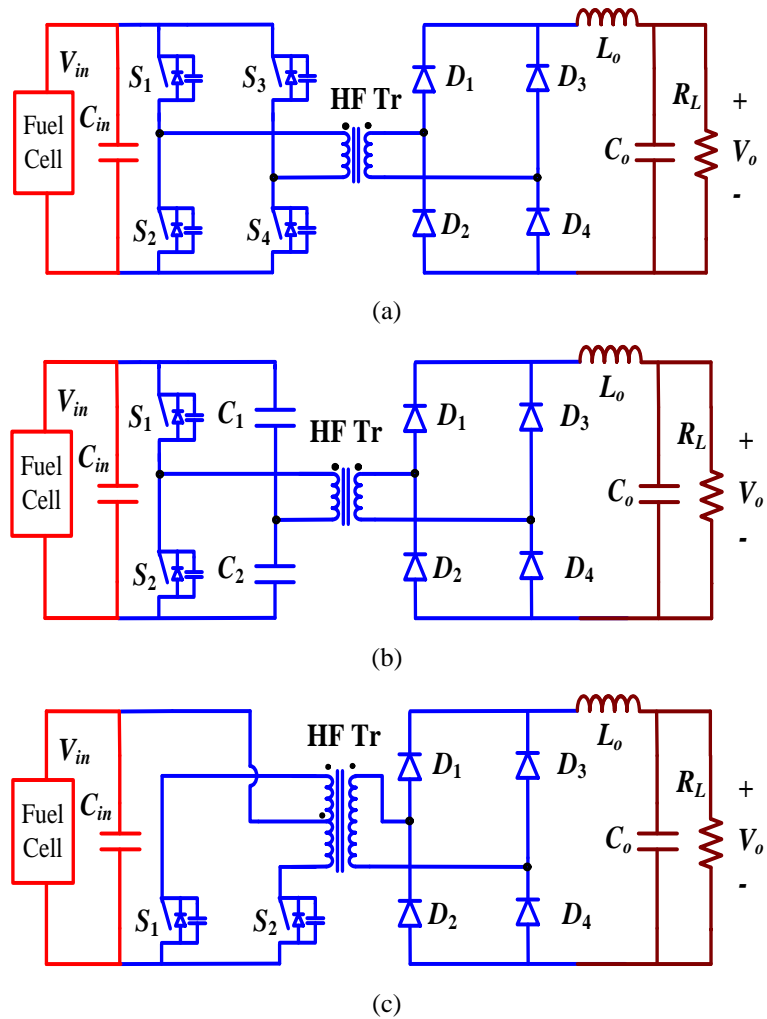 V_in
S_1
S_3
HF Tr
D_1
D_3
L_o
R_L
+
Fuel
Cell
C_in
C_o
V_o
-
S_2
S_4
D_2
D_4
(a)
V_in
S_1
C_1
HF Tr
D_1
D_3
L_o
R_L
+
Fuel
Cell
C_in
C_o
V_o
-
S_2
C_2
D_2
D_4
(b)
V_in
HF Tr
D_1
D_3
L_o
R_L
+
Fuel
Cell
C_in
C_o
V_o
-
S_1
S_2
D_2
D_4
(c)